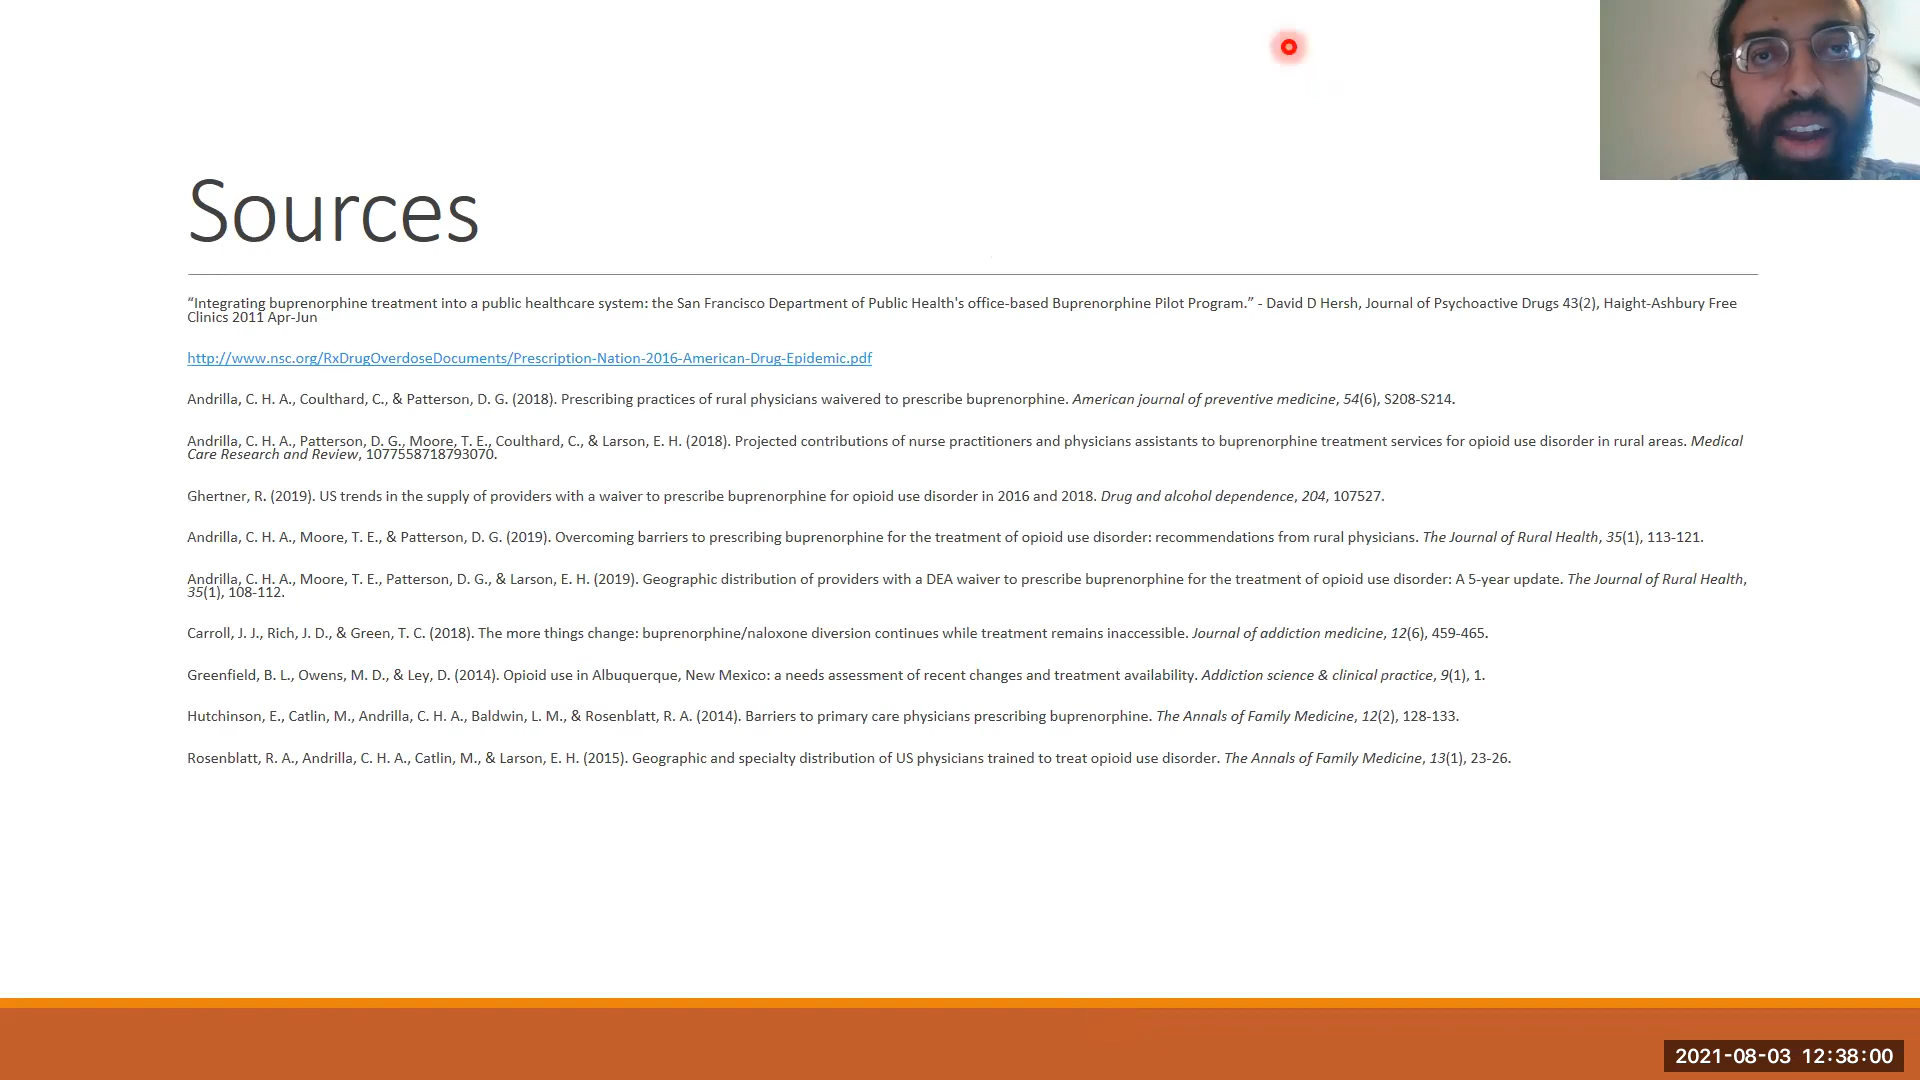 Sources
“Integrating buprenorphine treatment into a public healthcare system: the San Francisco Department of Public Health's office-based Buprenorphine Pilot Program.” - David D Hersh, Journal of Psychoactive Drugs 43(2), Haight-Ashbury Free
Clinics 2011 Apr-Jun
http://www.nsc.org/RxDrugOverdoseDocuments/Prescription-Nation-2016-American-Drug-Epidemic.pdf
Andrilla, C. H. A., Coulthard, C., & Patterson, D. G. (2018). Prescribing practices of rural physicians waivered to prescribe buprenorphine. American journal of preventive medicine, 54(6), S208-S214.
Andrilla, C. H. A., Patterson, D. G., Moore, T. E., Coulthard, C., & Larson, E. H. (2018). Projected contributions of nurse practitioners and physicians assistants to buprenorphine treatment services for opioid use disorder in rural areas. Medical
Care Research and Review, 1077558718793070.
Ghertner, R. (2019). US trends in the supply of providers with a waiver to prescribe buprenorphine for opioid use disorder in 2016 and 2018. Drug and alcohol dependence, 204, 107527.
Andrilla, C. H. A., Moore, T. E., & Patterson, D. G. (2019). Overcoming barriers to prescribing buprenorphine for the treatment of opioid use disorder: recommendations from rural physicians. The Journal of Rural Health, 35(1), 113-121.
Andrilla, C. H. A., Moore, T. E., Patterson, D. G., & Larson, E. H. (2019). Geographic distribution of providers with a DEA waiver to prescribe buprenorphine for the treatment of opioid use disorder: A 5-year update. The Journal of Rural Health,
35(1), 108-112.
Carroll, J. J., Rich, J. D., & Green, T. C. (2018). The more things change: buprenorphine/naloxone diversion continues while treatment remains inaccessible. Journal of addiction medicine, 12(6), 459-465.
Greenfield, B. L., Owens, M. D., & Ley, D. (2014). Opioid use in Albuquerque, New Mexico: a needs assessment of recent changes and treatment availability. Addiction science & clinical practice, 9(1), 1.
Hutchinson, E., Catlin, M., Andrilla, C. H. A., Baldwin, L. M., & Rosenblatt, R. A. (2014). Barriers to primary care physicians prescribing buprenorphine. The Annals of Family Medicine, 12(2), 128-133.
Rosenblatt, R. A., Andrilla, C. H. A., Catlin, M., & Larson, E. H. (2015). Geographic and specialty distribution of US physicians trained to treat opioid use disorder. The Annals of Family Medicine, 13(1), 23-26.
2021-08-03 12:38:00